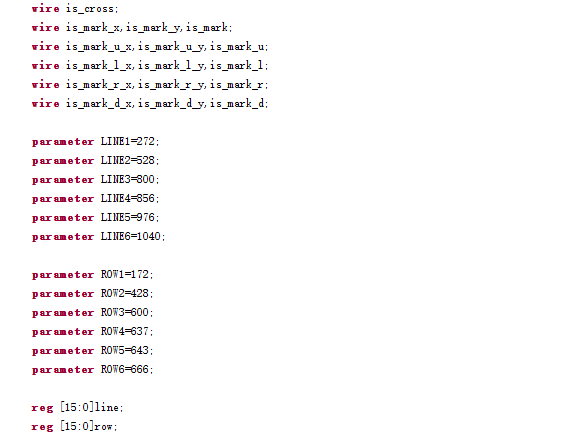 wire is_cross;
wire is_mark_x,is_mark_y,is_mark;
wire is_mark_u_x,is_mark_u_y,is_mark_u;
wire is_mark_l_x,is_mark_l_y,is_mark_l;
wire is_mark_r_x,is_mark_r_y,is_mark_r;
wire is_mark_d_x,is_mark_d_y,is_mark_d;
parameter LINE1=272;
parameter LINE2=528;
parameter LINE3=800;
parameter LINE4=856;
parameter LINE5=976;
parameter LINE6=1040;
parameter ROW1=172;
parameter ROW2=428;
parameter ROW3=600;
parameter ROW4=637;
parameter ROW5=643;
parameter ROW6=666;
reg [15:0]line;
reg [15:0]row;